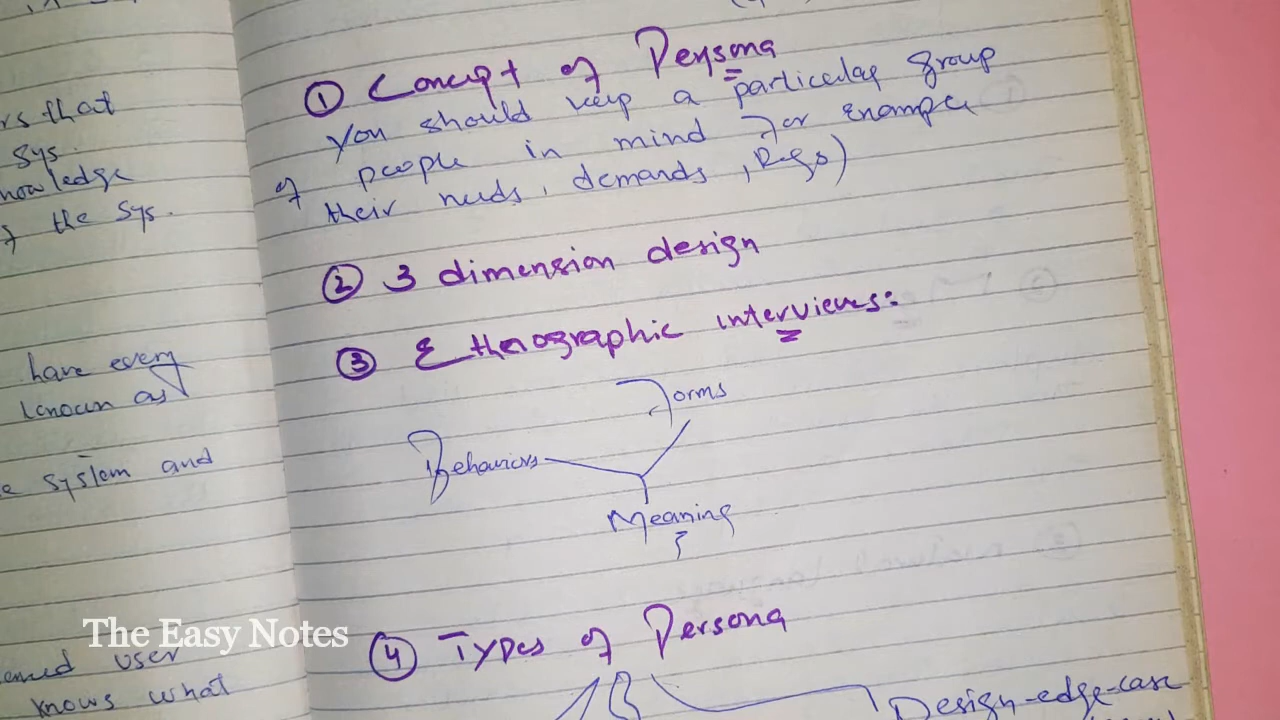 rs that
sys.
nowledge
of the sys.
have every
known as
e system and
The Easy Notes
user
knows what
① Concept of Persona
You should keep a particular group
of people in mind for Example
their needs, demands, Rqs)
② 3 dimension design
③ Ethnographic interviews:
Forms
Behaviors
Meaning
④ Types of Persona
Design-edge-case